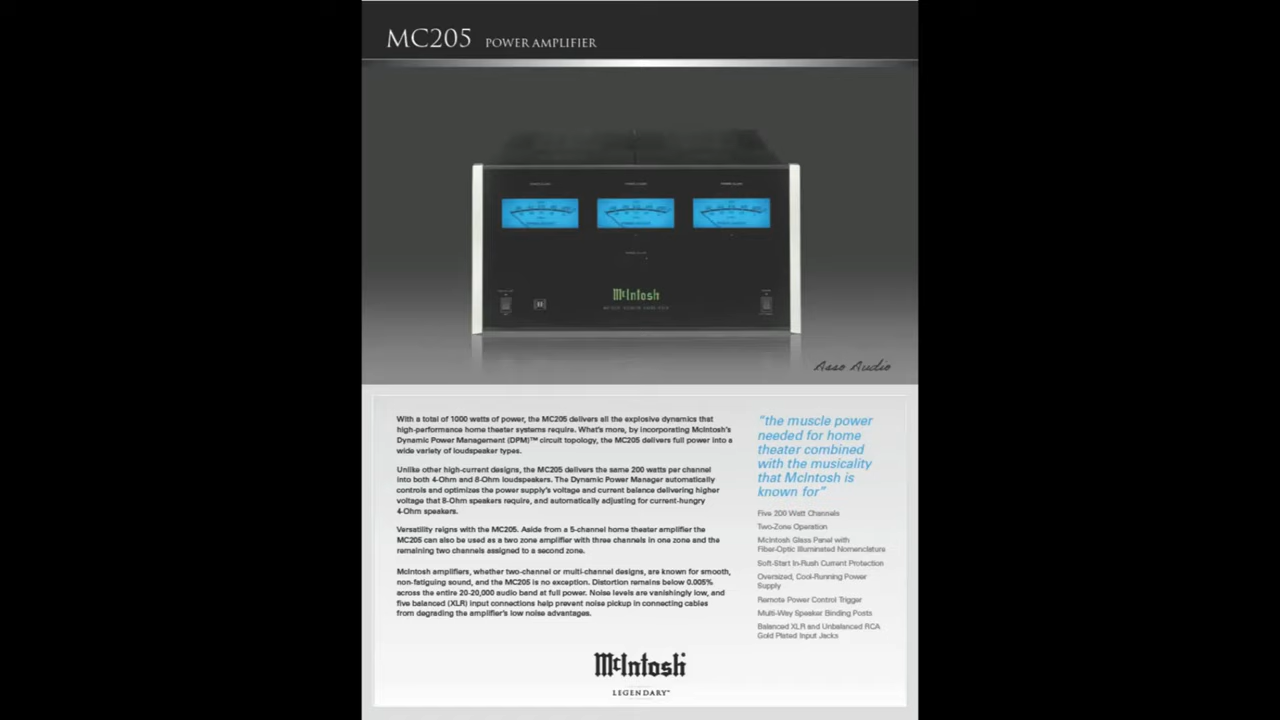 MC205 POWER AMPLIFIER
McIntosh
Asso Audio
With a total of 1000 watts of power, the MC205 delivers all the explosive dynamics that
high-performance home theater systems require. What's more, by incorporating McIntosh's
Dynamic Power Management (DPM)™ circuit topology, the MC205 delivers full power into a
wide variety of loudspeaker types.
Unlike other high-current designs, the MC205 delivers the same 200 watts per channel
into both 4-Ohm and 8-Ohm loudspeakers. The Dynamic Power Manager automatically
controls and optimizes the power supply's voltage and current balance delivering higher
voltage that 8-Ohm speakers require, and automatically adjusting for current-hungry
4-Ohm speakers.
Versatility reigns with the MC205. Aside from a 5-channel home theater amplifier the
MC205 can also be used as a two zone amplifier with three channels in one zone and the
remaining two channels assigned to a second zone.
McIntosh amplifiers, whether two-channel or multi-channel designs, are known for smooth,
non-fatiguing sound, and the MC205 is no exception. Distortion remains below 0.005%
across the entire 20-20,000 audio band at full power. Noise levels are vanishingly low, and
five balanced (XLR) input connections help prevent noise pickup in connecting cables
from degrading the amplifier's low noise advantages.
"the muscle power
needed for home
theater combined
with the musicality
that McIntosh is
known for"
Five 200 Watt Channels
Two-Zone Operation
McIntosh Glass Panel with
Fiber-Optic Illuminated Nomenclature
Soft-Start In-Rush Current Protection
Oversized, Cool-Running Power
Supply
Remote Power Control Trigger
Multi-Way Speaker Binding Posts
Balanced XLR and Unbalanced RCA
Gold Plated Input Jacks
McIntosh
LEGENDARY™